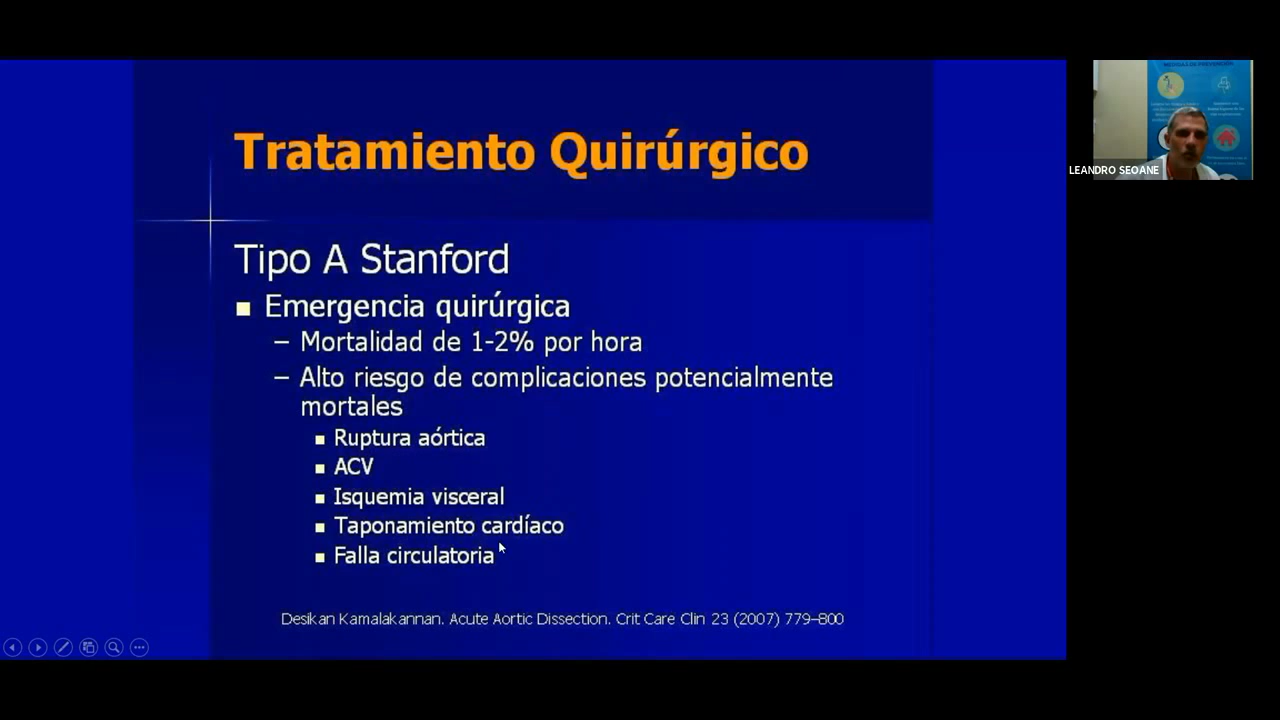 Tratamiento Quirúrgico
Tipo A Stanford
Emergencia quirúrgica
– Mortalidad de 1-2% por hora
– Alto riesgo de complicaciones potencialmente
mortales
Ruptura aórtica
ACV
Isquemia visceral
Taponamiento cardíaco
Falla circulatoria
Desikan Kamalakannan. Acute Aortic Dissection. Crit Care Clin 23 (2007) 779–800
LEANDRO SEOANE